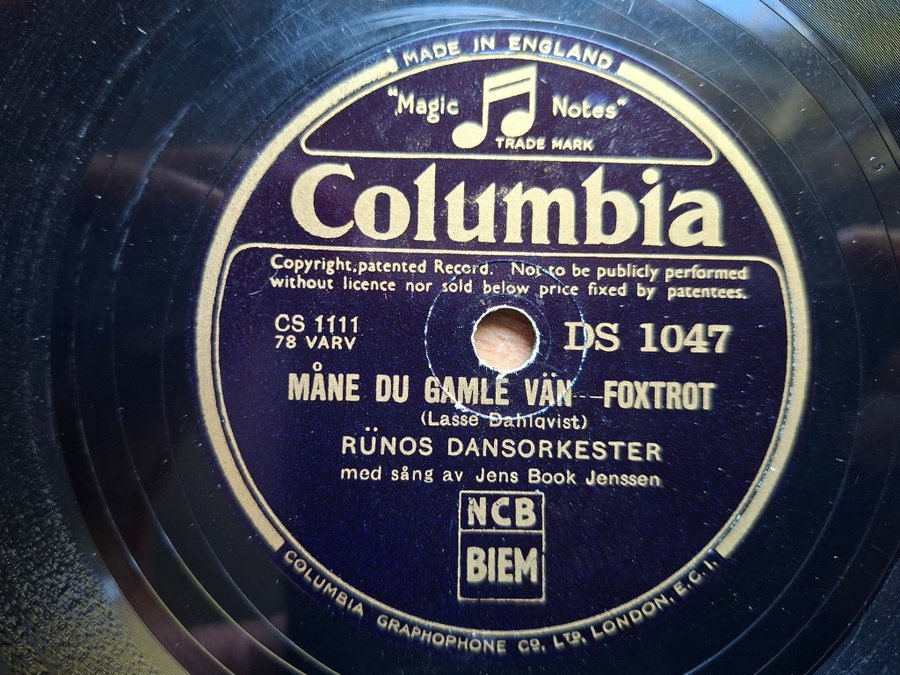 MADE IN ENGLAND
"Magic Notes"
TRADE MARK
Columbia
Copyright, patented Record. Not to be publicly performed
without licence nor sold below price fixed by patentees.
CS 1111
78 VARV
DS 1047
MÅNE DU GAMLE VÄN---FOXTROT
(Lasse Dahlqvist)
RÜNOS DANSORKESTER
med sång av Jens Book Jenssen
NCB
BIEM
COLUMBIA GRAPHOPHONE CO. LTD, LONDON, E.C.1.